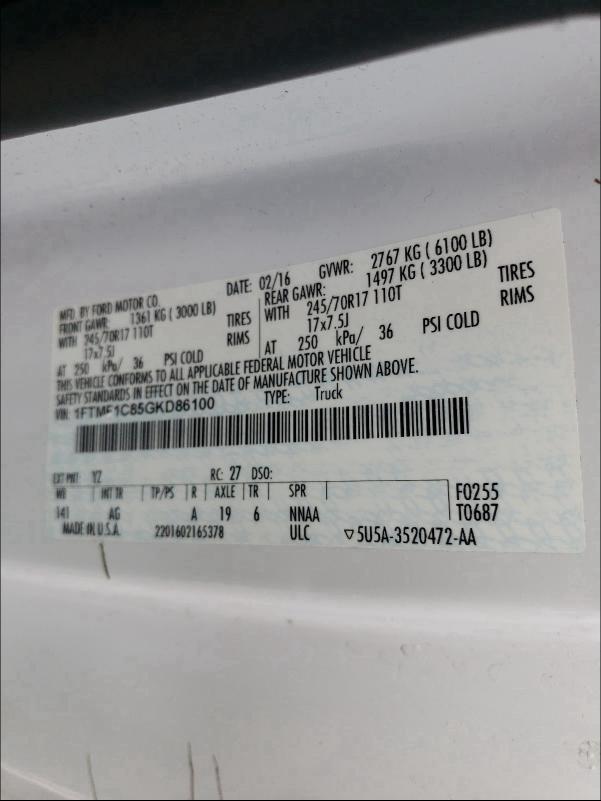 MFD. BY FORD MOTOR CO.
DATE: 02/16 GVWR: 2767 KG ( 6100 LB)
FRONT GAWR: 1361 KG ( 3000 LB) REAR GAWR: 1497 KG ( 3300 LB)
WITH 245/70R17 110T TIRES WITH 245/70R17 110T TIRES
17x7.5J RIMS 17x7.5J RIMS
AT 250 kPa/ 36 PSI COLD AT 250 kPa/ 36 PSI COLD
THIS VEHICLE CONFORMS TO ALL APPLICABLE FEDERAL MOTOR VEHICLE
SAFETY STANDARDS IN EFFECT ON THE DATE OF MANUFACTURE SHOWN ABOVE.
VIN: 1FTMF1C85GKD86100 TYPE: Truck
EXT PNT: YZ RC: 27 DSO:
WB INT TR TP/PS R AXLE TR SPR F0255
141 AG A 19 6 NNAA T0687
MADE IN U.S.A. 2201602165378 ULC ▽5U5A-3520472-AA